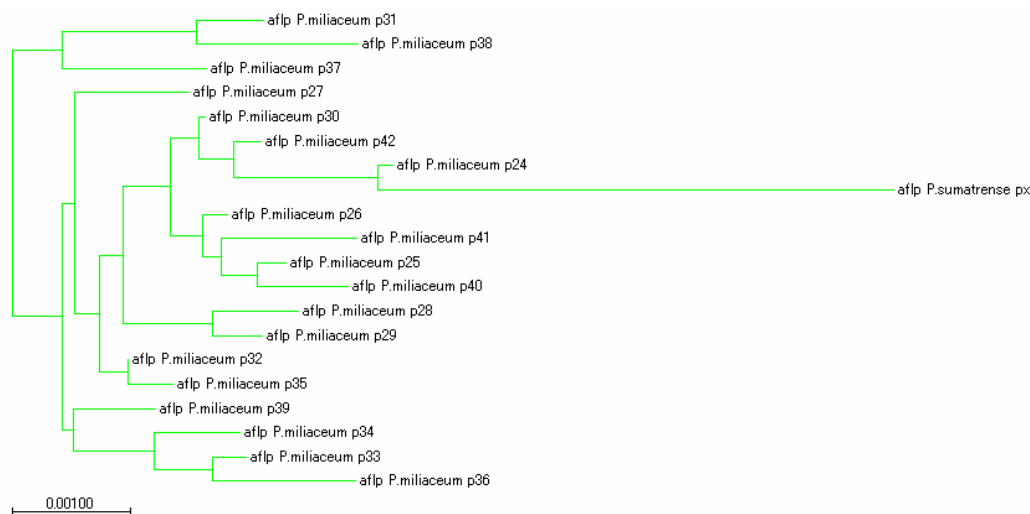 aflp P.miliaceum p31
aflp P.miliaceum p38
aflp P.miliaceum p37
aflp P.miliaceum p27
aflp P.miliaceum p30
aflp P.miliaceum p42
aflp P.miliaceum p24
aflp P.sumatrense px
aflp P.miliaceum p26
aflp P.miliaceum p41
aflp P.miliaceum p25
aflp P.miliaceum p40
aflp P.miliaceum p28
aflp P.miliaceum p29
aflp P.miliaceum p32
aflp P.miliaceum p35
aflp P.miliaceum p39
aflp P.miliaceum p34
aflp P.miliaceum p33
aflp P.miliaceum p36
0.00100